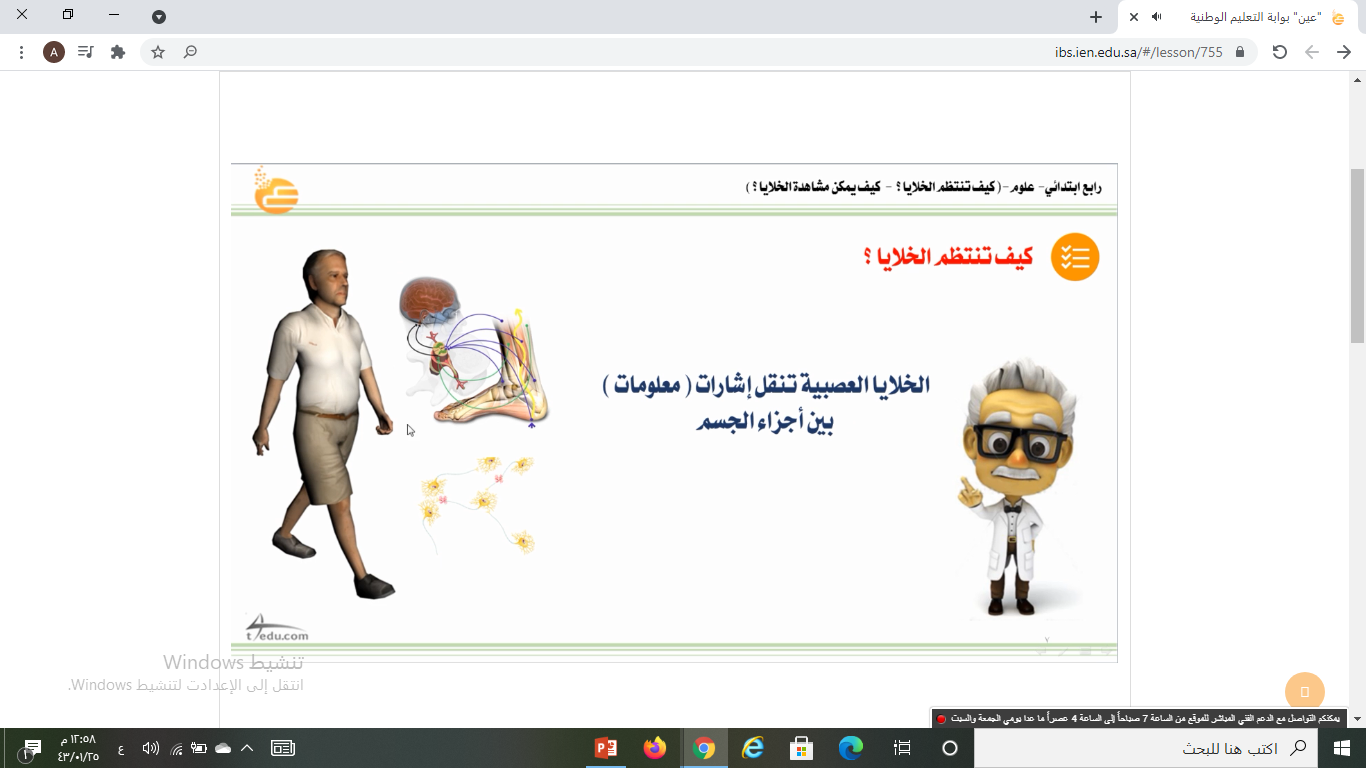 "عين" بوابة التعليم الوطنية
ibs.ien.edu.sa/#/lesson/755
A
رابع ابتدائي- علوم -( كيف تنتظم الخلايا ؟ - كيف يمكن مشاهدة الخلايا ؟ )
كيف تنتظم الخلايا ؟
الخلايا العصبية تنقل إشارات ( معلومات )
بين أجزاء الجسم
t4edu.com
٧
تنشيط Windows
انتقل إلى الإعدادت لتنشيط Windows.
يمكنكم التواصل مع الدعم الفني المباشر للموقع من الساعة 7 صباحاً إلى الساعة 4 عصراً ما عدا يومي الجمعة والسبت
اكتب هنا للبحث
ع
١٢:٥٨ م
٤٣/٠١/٢٥
١